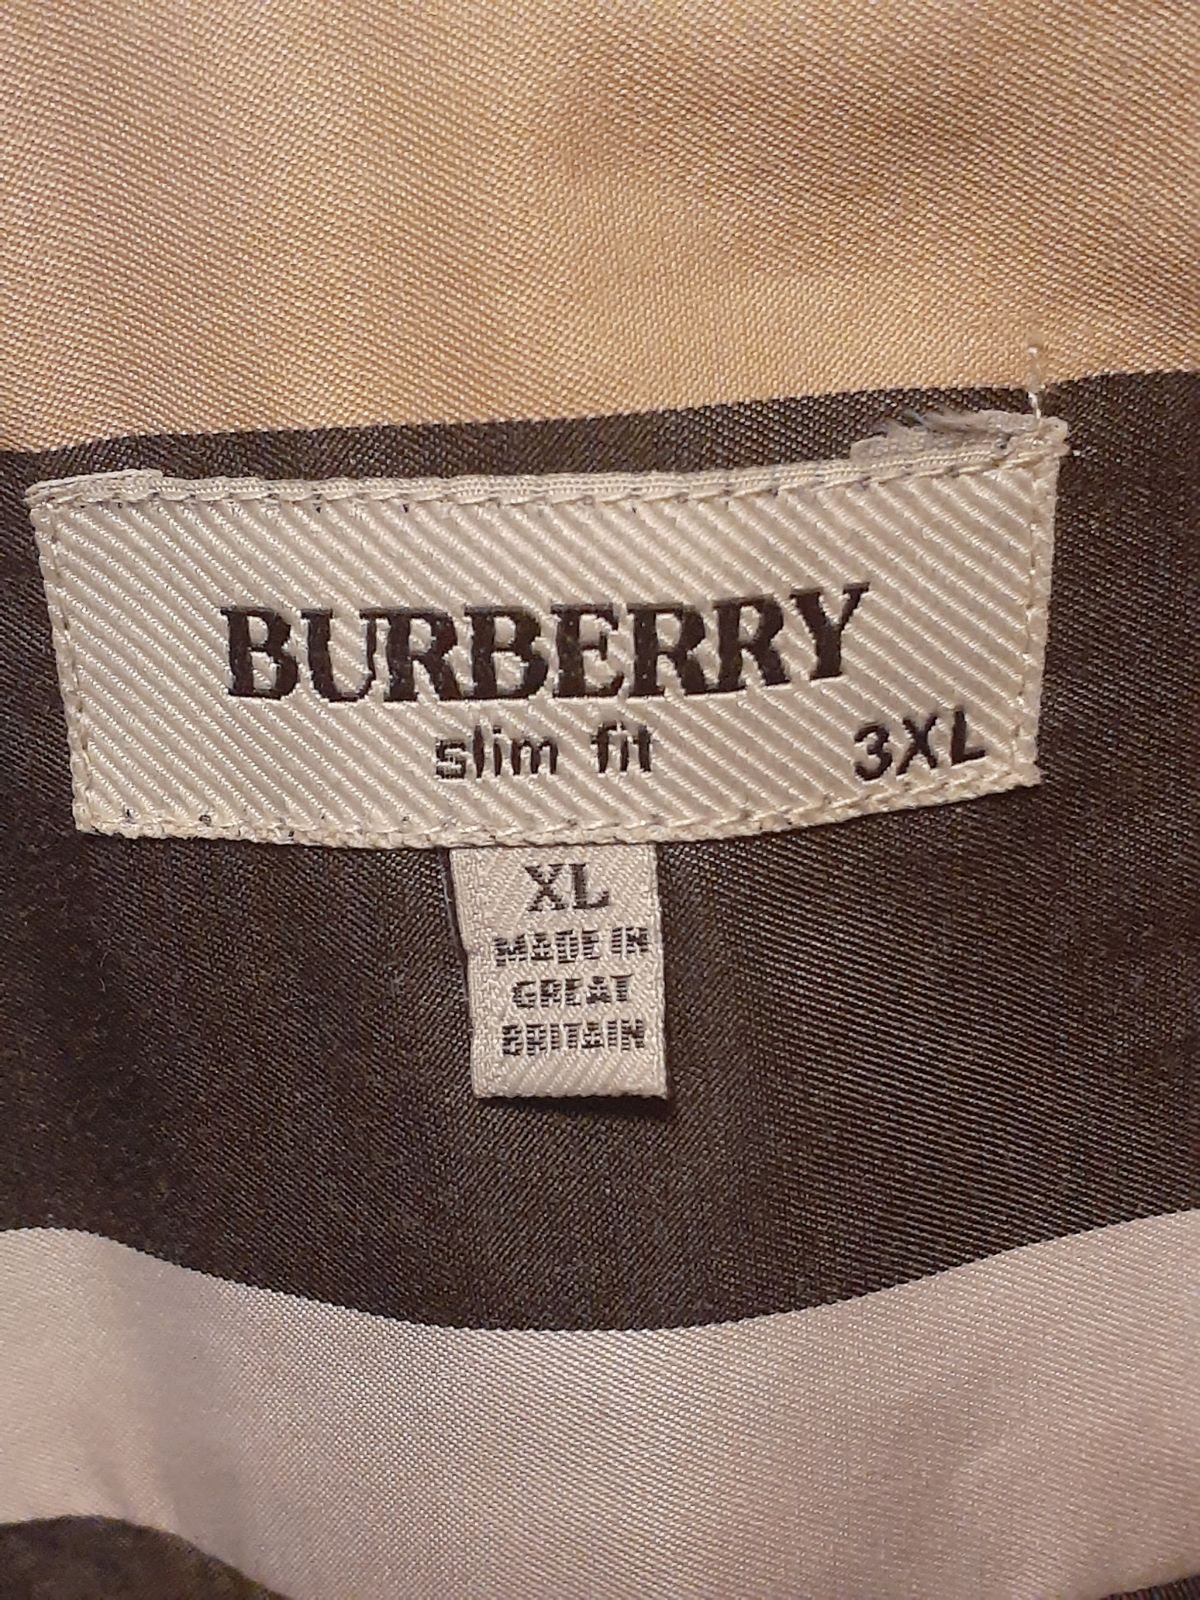 BURBERRY
slim fit 3XL
XL
MADE IN
GREAT
BRITAIN